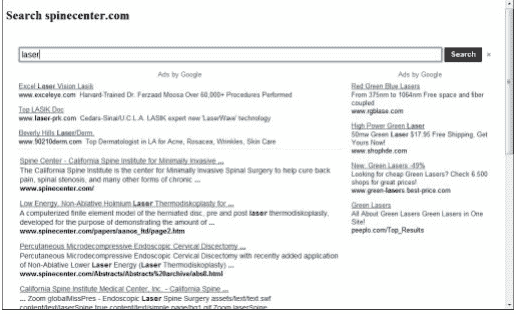 Search spinecenter.com
laser
Search
×
Ads by Google
Excel Laser Vision Lasik
www.exceleye.com Harvard-Trained Dr. Ferzaad Moosa Over 60,000+ Procedures Performed
Top LASIK Doc
www.laser-prk.com Cedars-Sinai/U.C.L.A. LASIK expert new 'LaserWave' technology
Beverly Hills Laser/Derm.
www.90210derm.com Top Dermatologist in LA for Acne, Rosacea, Wrinkles, Skin Care
Spine Center - California Spine Institute for Minimally Invasive ...
The California Spine Institute is the center for Minimally Invasive Spinal Surgery to help cure back
pain, spinal stenosis, and many other forms of chronic ...
www.spinecenter.com/
Low Energy, Non-Ablative Holmium Laser Thermodiskoplasty for ...
A computerized finite element model of the herniated disc, pre and post laser thermodiskoplasty,
developed for the purpose of demonstrating the amount of ...
www.spinecenter.com/papers/aanos_hd/page2.htm
Percutaneous Microdecompressive Endoscopic Cervical Discectomy ...
Percutaneous Microdecompressive Endoscopic Cervical Discectomy with recently added application
of Non-Ablative Lower Laser Energy (Laser Thermodiskoplasty) ...
www.spinecenter.com/Abstracts/Abstracts%20archive/abs8.html
California Spine Institute Medical Center, Inc. - California Spine ...
... Zoom globalMissPres - Endoscopic Laser Spine Surgery assets/text/text.swf
Ads by Google
Red Green Blue Lasers
From 375nm to 1064nm Free space and fiber
coupled
www.rgblase.com
High Power Green Laser
50mw Green Laser $17.95 Free Shipping, Get
Yours Now!
www.shophde.com
New: Green Lasers -49%
Looking for cheap Green Lasers? Check 6.500
shops for great prices!
www.green-lasers.best-price.com
Green Lasers
All About Green Lasers Green Lasers in One
Site!
peeplo.com/Top_Results